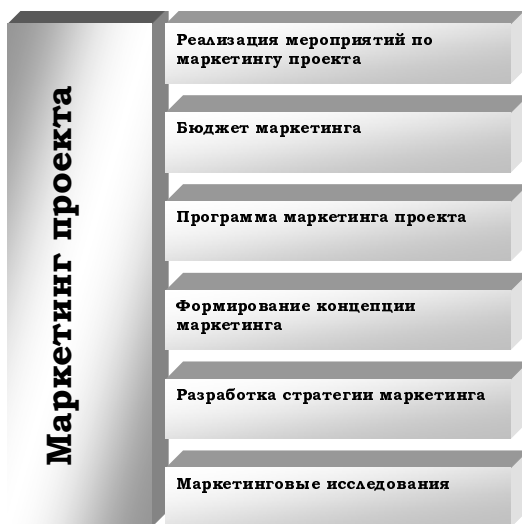 Маркетинг проекта
Реализация мероприятий по
маркетингу проекта
Бюджет маркетинга
Программа маркетинга проекта
Формирование концепции
маркетинга
Разработка стратегии маркетинга
Маркетинговые исследования